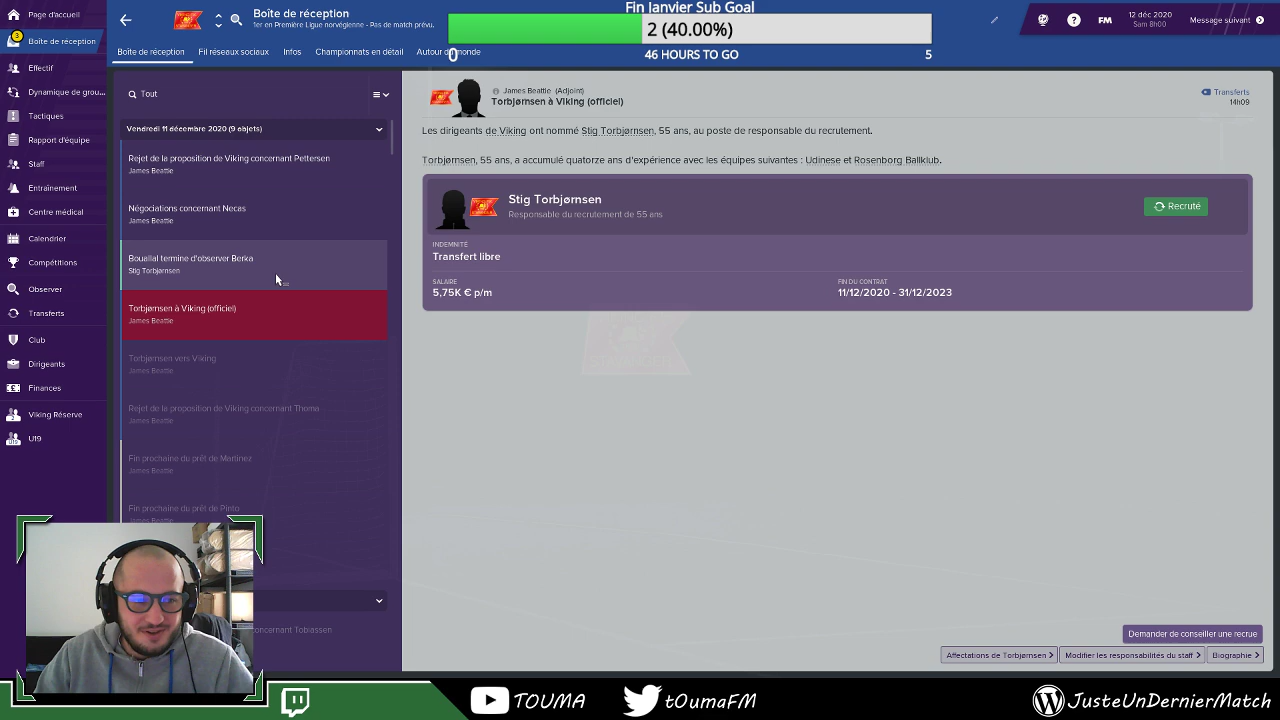 Fin Janvier Sub Goal
2 (40.00%)
0
46 HOURS TO GO
5
Page d'accueil
3
Boîte de réception
Effectif
Dynamique de grou...
Tactiques
Rapport d'équipe
Staff
Entraînement
Centre médical
Calendrier
Compétitions
Observer
Transferts
Club
Dirigeants
Finances
Viking Réserve
U19
Boîte de réception
1er en Première Ligue norvégienne - Pas de match prévu.
FM
12 déc 2020
Sam 8h00
Message suivant
Boîte de réception
Fil réseaux sociaux
Infos
Championnats en détail
Autour du monde
Tout
Vendredi 11 décembre 2020 (9 objets)
Rejet de la proposition de Viking concernant Pettersen
James Beattie
Négociations concernant Necas
James Beattie
Bouallal termine d'observer Berka
Stig Torbjørnsen
Torbjørnsen à Viking (officiel)
James Beattie
Torbjørnsen vers Viking
James Beattie
Rejet de la proposition de Viking concernant Thoma
James Beattie
Fin prochaine du prêt de Martinez
James Beattie
Fin prochaine du prêt de Pinto
James Beattie
concernant Tobiassen
James Beattie (Adjoint)
Torbjørnsen à Viking (officiel)
Transferts
14h09
Les dirigeants de Viking ont nommé Stig Torbjørnsen, 55 ans, au poste de responsable du recrutement.
Torbjørnsen, 55 ans, a accumulé quatorze ans d'expérience avec les équipes suivantes : Udinese et Rosenborg Ballklub.
Stig Torbjørnsen
Responsable du recrutement de 55 ans
Recruté
INDEMNITÉ
Transfert libre
SALAIRE
5,75K € p/m
FIN DU CONTRAT
11/12/2020 - 31/12/2023
Demander de conseiller une recrue
Affectations de Torbjørnsen
Modifier les responsabilités du staff
Biographie
TOUMA
tOumaFM
JusteUnDernierMatch